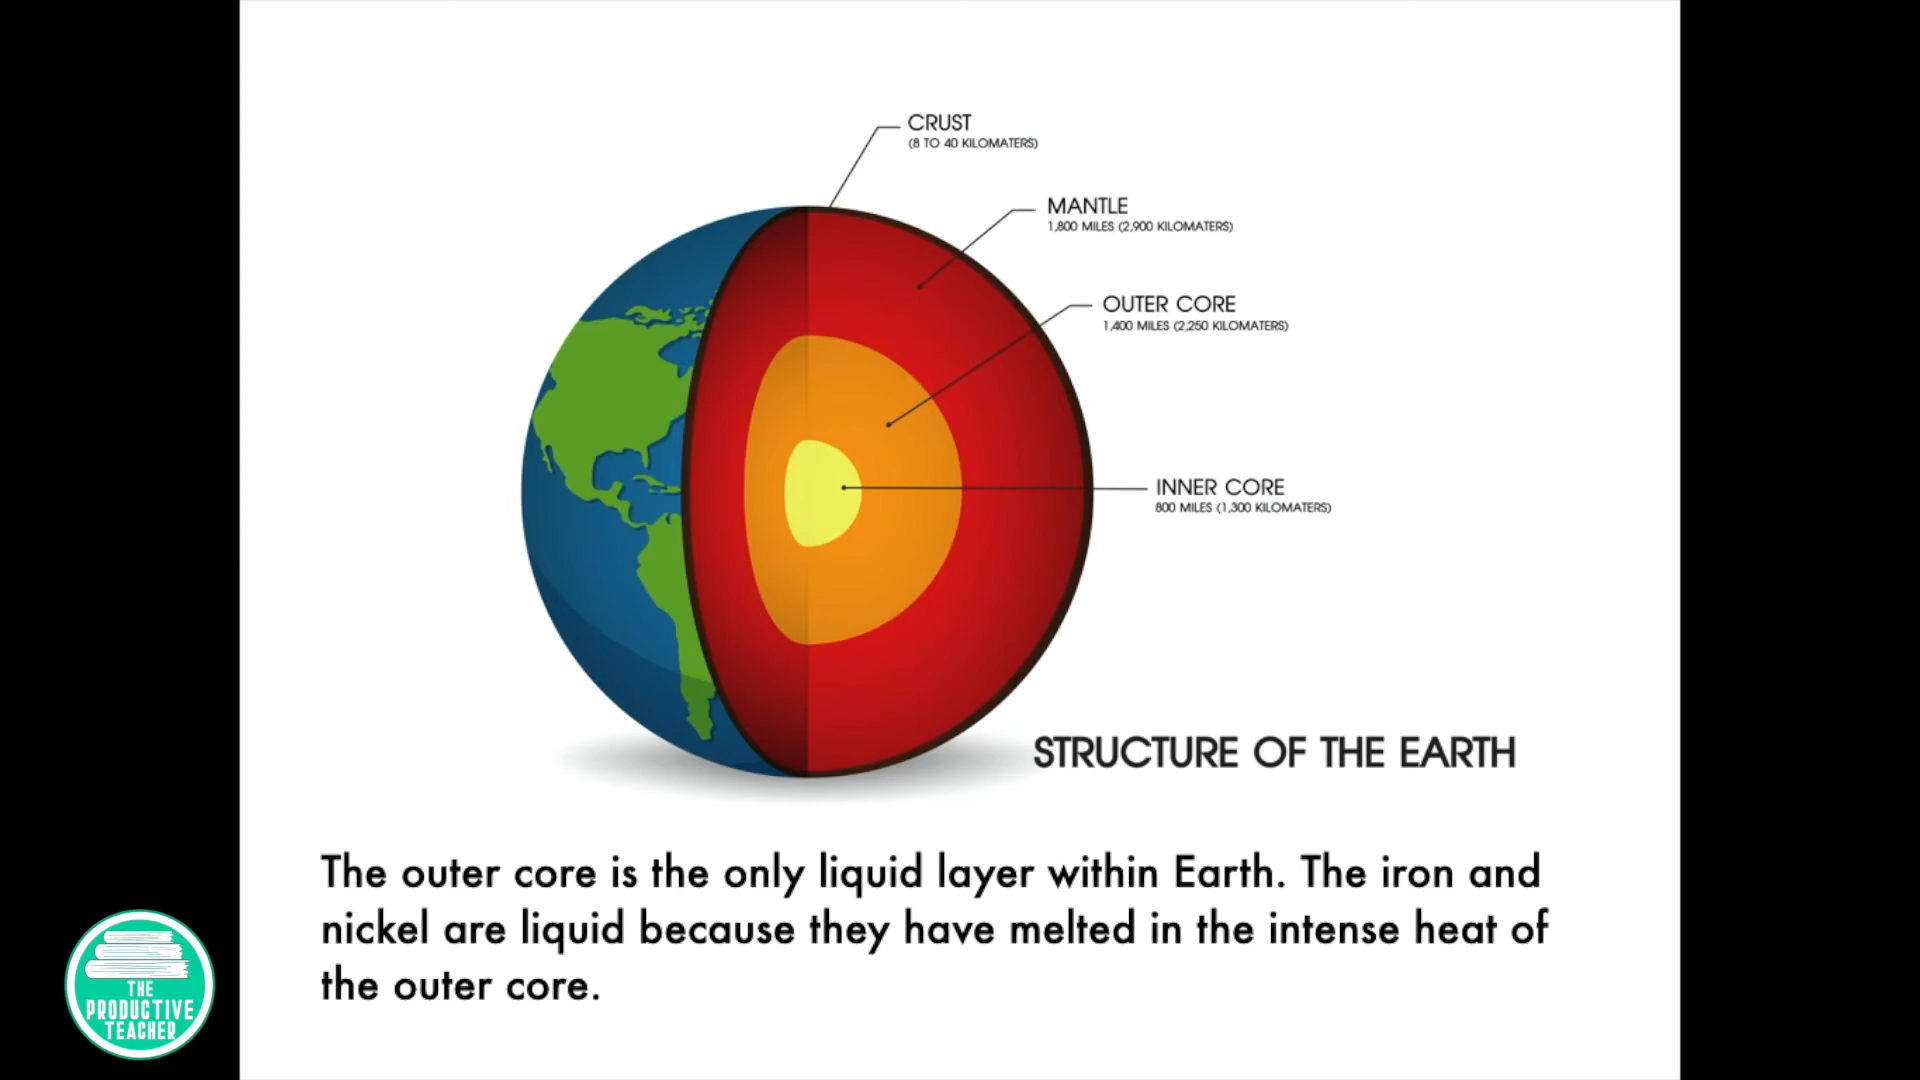 CRUST
(8 TO 40 KILOMATERS)
MANTLE
1,800 MILES (2,900 KILOMATERS)
OUTER CORE
1,400 MILES (2,250 KILOMATERS)
INNER CORE
800 MILES (1,300 KILOMATERS)
STRUCTURE OF THE EARTH
The outer core is the only liquid layer within Earth. The iron and
nickel are liquid because they have melted in the intense heat of
the outer core.
THE
PRODUCTIVE
TEACHER